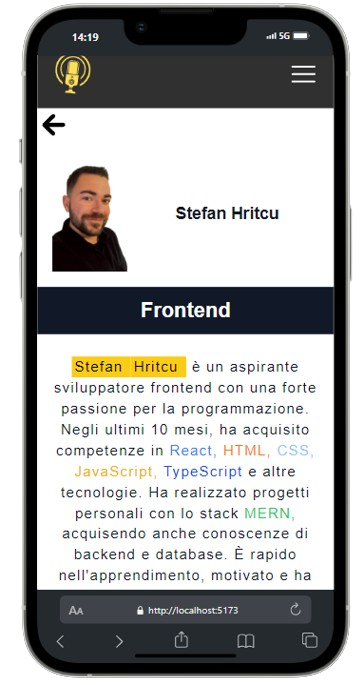 14:19
5G
Stefan Hritcu
Frontend
Stefan Hritcu è un aspirante
sviluppatore frontend con una forte
passione per la programmazione.
Negli ultimi 10 mesi, ha acquisito
competenze in React, HTML, CSS,
JavaScript, TypeScript e altre
tecnologie. Ha realizzato progetti
personali con lo stack MERN,
acquisendo anche conoscenze di
backend e database. È rapido
nell'apprendimento, motivato e ha
AA
http://localhost:5173